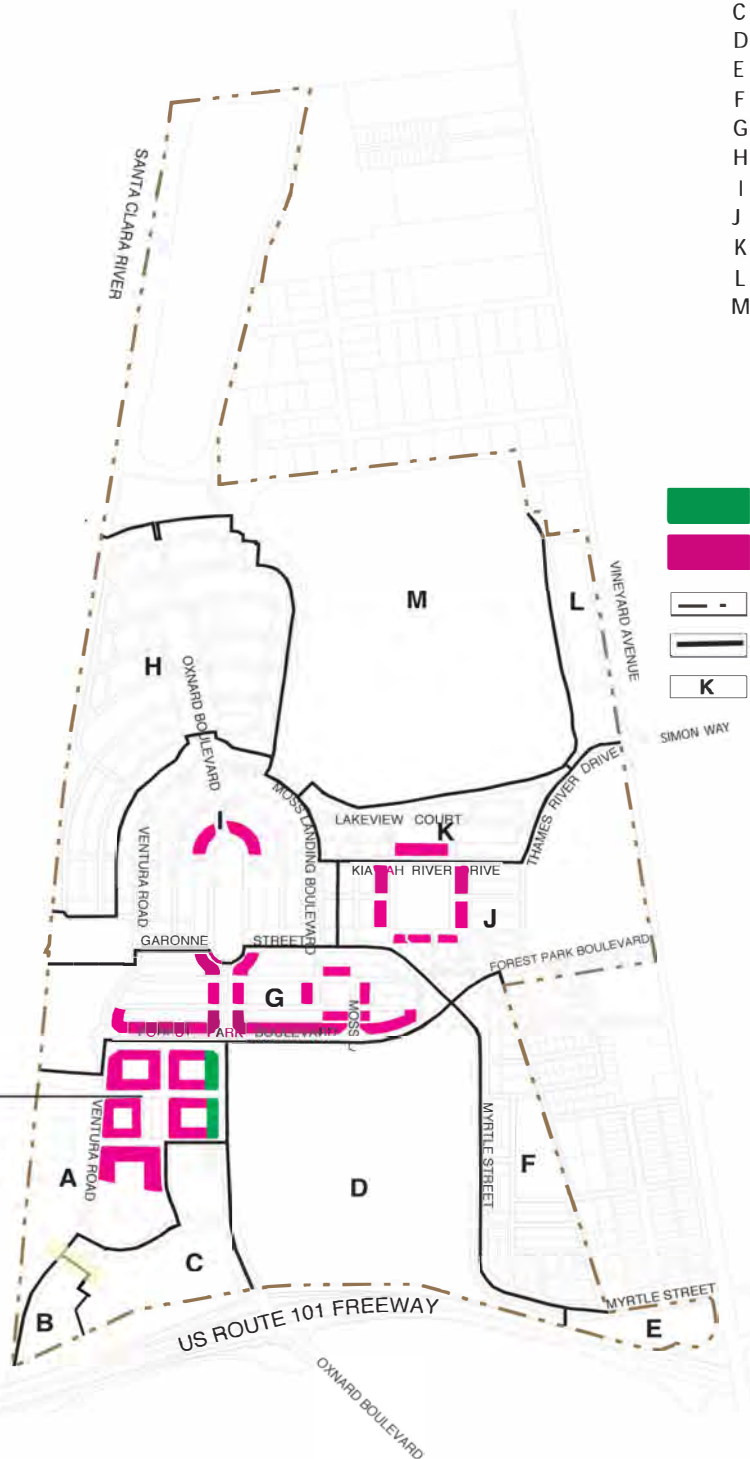 C
D
E
F
G
H
I
J
K
L
M
SANTA CLARA RIVER
M
L
VINEYARD AVENUE
K
H
OXNARD BOULEVARD
SIMON WAY
THAMES RIVER DRIVE
I
MOSS LANDING BOULEVARD
LAKEVIEW COURT
K
VENTURA ROAD
KIAWAH RIVER DRIVE
J
GARONNE STREET
FOREST PARK BOULEVARD
G
MOSS
PARK BOULEVARD
VENTURA ROAD
MYRTLE STREET
A
D
F
C
B
US ROUTE 101 FREEWAY
MYRTLE STREET
E
OXNARD BOULEVARD